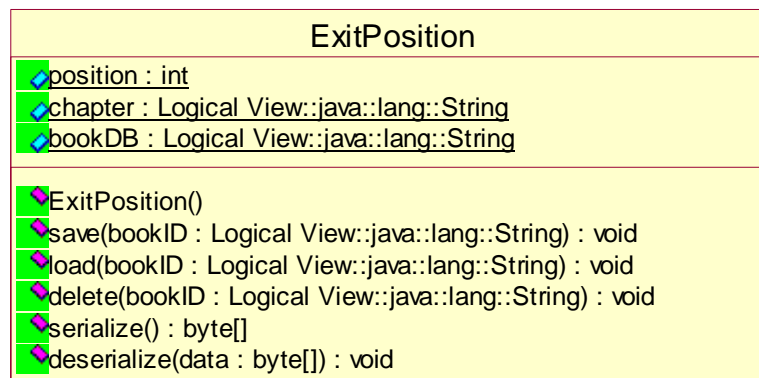 ExitPosition
position : int
chapter : Logical View::java::lang::String
bookDB : Logical View::java::lang::String
ExitPosition()
save(bookID : Logical View::java::lang::String) : void
load(bookID : Logical View::java::lang::String) : void
delete(bookID : Logical View::java::lang::String) : void
serialize() : byte[]
deserialize(data : byte[]) : void